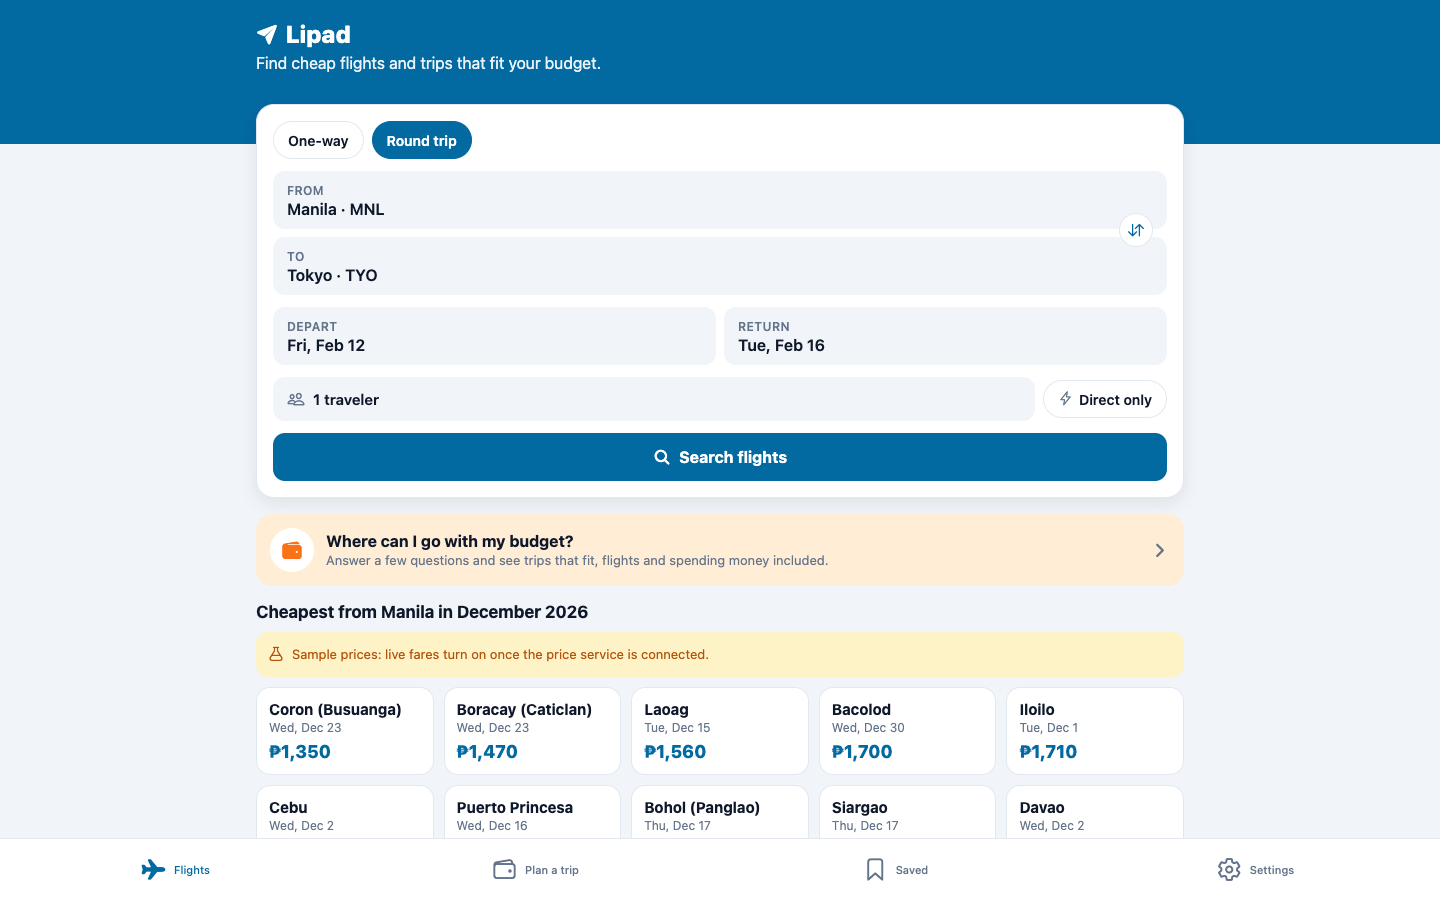 Lipad
Find cheap flights and trips that fit your budget.
One-way
Round trip
FROM
Manila · MNL
TO
Tokyo · TYO
DEPART
Fri, Feb 12
RETURN
Tue, Feb 16
1 traveler
Direct only
Search flights
Where can I go with my budget?
Answer a few questions and see trips that fit, flights and spending money included.
Cheapest from Manila in December 2026
Sample prices: live fares turn on once the price service is connected.
Coron (Busuanga)
Wed, Dec 23
₱1,350
Boracay (Caticlan)
Wed, Dec 23
₱1,470
Laoag
Tue, Dec 15
₱1,560
Bacolod
Wed, Dec 30
₱1,700
Iloilo
Tue, Dec 1
₱1,710
Cebu
Wed, Dec 2
Puerto Princesa
Wed, Dec 16
Bohol (Panglao)
Thu, Dec 17
Siargao
Thu, Dec 17
Davao
Wed, Dec 2
Flights
Plan a trip
Saved
Settings